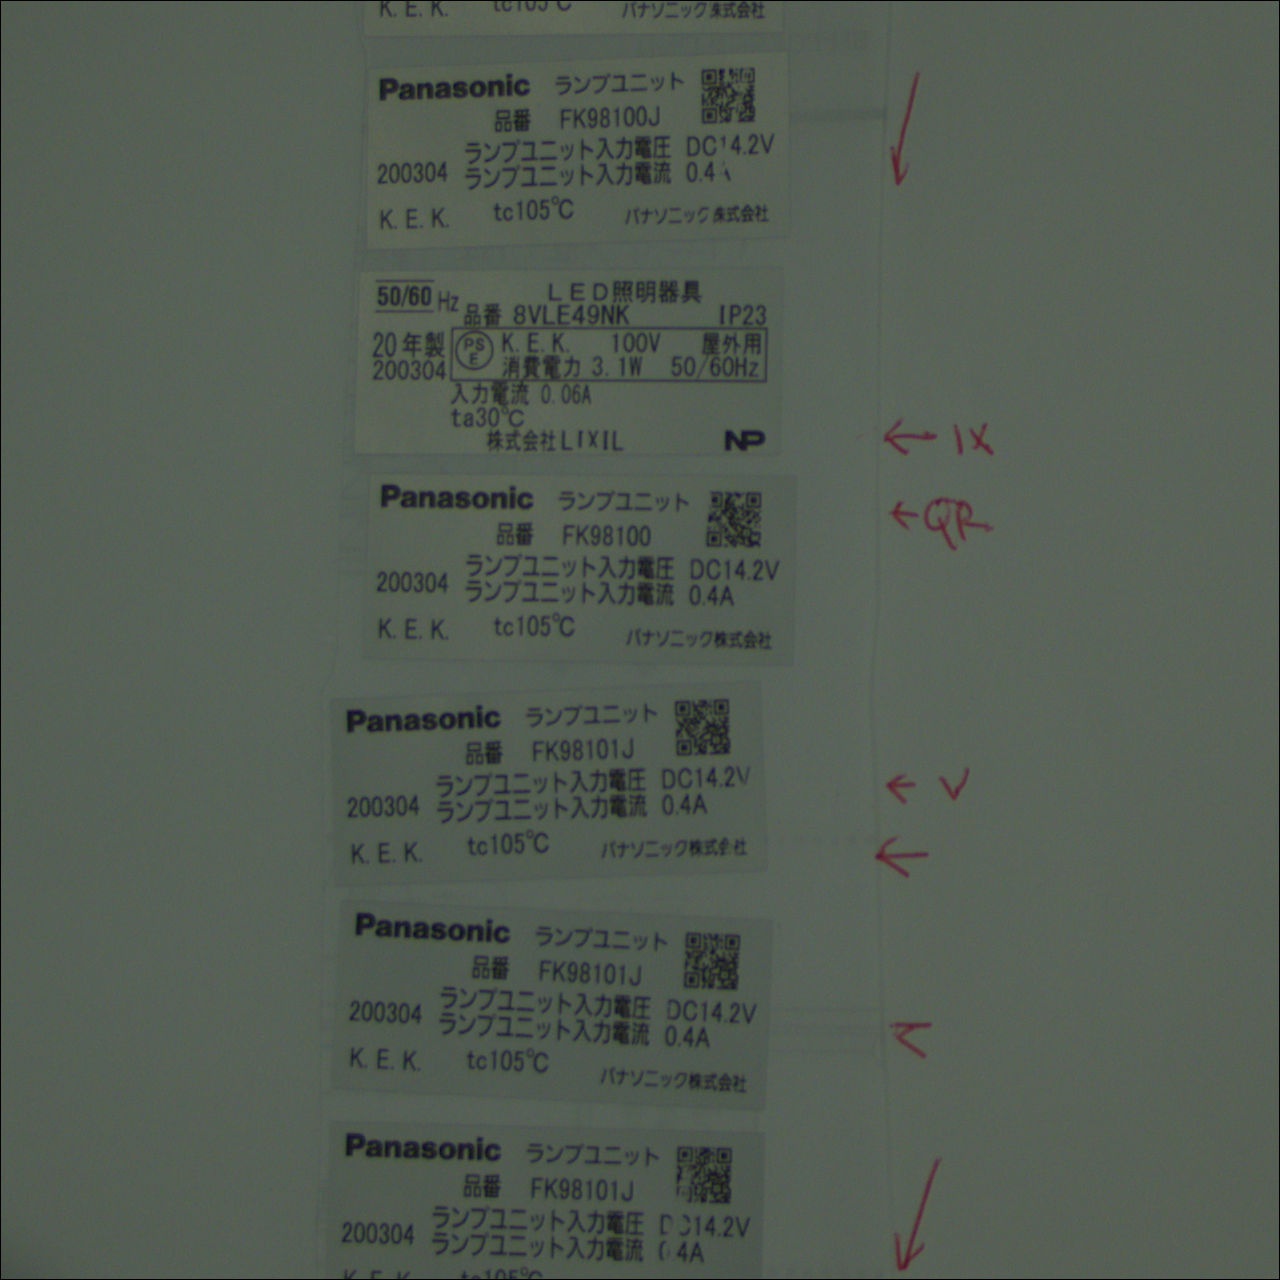 K. E. K. tc105℃ パナソニック株式会社
Panasonic ランプユニット
品番 FK98100J
ランプユニット入力電圧 DC14.2V
200304 ランプユニット入力電流 0.4A
K. E. K. tc105℃ パナソニック株式会社
50/60 Hz LED照明器具
品番 8VLE49NK IP23
20年製 PS E K. E. K. 100V 屋外用
200304 消費電力 3.1W 50/60Hz
入力電流 0.06A
ta30℃
株式会社LIXIL NP
IX
Panasonic ランプユニット
QR
品番 FK98100
ランプユニット入力電圧 DC14.2V
200304 ランプユニット入力電流 0.4A
K. E. K. tc105℃ パナソニック株式会社
Panasonic ランプユニット
品番 FK98101J
ランプユニット入力電圧 DC14.2V
V
200304 ランプユニット入力電流 0.4A
K. E. K. tc105℃ パナソニック株式会社
Panasonic ランプユニット
品番 FK98101J
ランプユニット入力電圧 DC14.2V
200304 ランプユニット入力電流 0.4A
K. E. K. tc105℃ パナソニック株式会社
Panasonic ランプユニット
品番 FK98101J
ランプユニット入力電圧 DC14.2V
200304 ランプユニット入力電流 0.4A
K. E. K. tc105℃